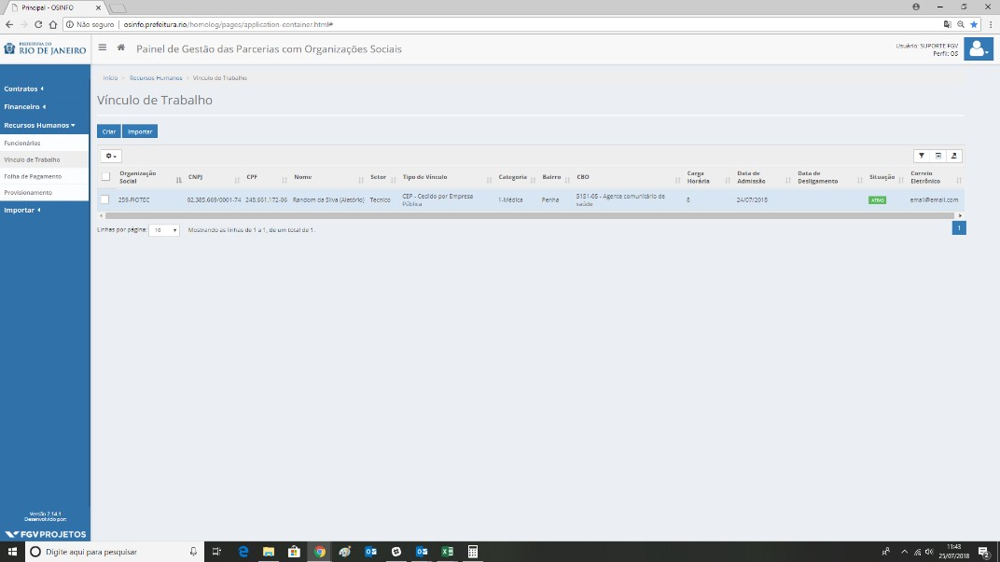 Principal - OSINFO
Não seguro | osinfo.prefeitura.rio/homolog/pages/application-container.html#
PREFEITURA DO
RIO DE JANEIRO
Painel de Gestão das Parcerias com Organizações Sociais
Usuário: SUPORTE FGV
Perfil: OS
Contratos
Financeiro
Recursos Humanos
Funcionários
Vínculo de Trabalho
Folha de Pagamento
Provisionamento
Importar
Início > Recursos Humanos > Vínculo de Trabalho
Vínculo de Trabalho
Criar Importar
Organização Social CNPJ CPF Nome Setor Tipo de Vínculo Categoria Bairro CBO Carga Horária Data de Admissão Data de Desligamento Situação Correio Eletrônico
259-FIOTEC 02.385.669/0001-74 248.661.172-06 Random da Silva (Aletório) Tecnico CEP - Cedido por Empresa Pública 1-Médica Penha 5151-05 - Agente comunitário de saúde 8 24/07/2018 ATIVO email@email.com
Linhas por página: 10 Mostrando as linhas de 1 a 1, de um total de 1. 1
Versão 2.14.1
Desenvolvido por:
FGV PROJETOS
Digite aqui para pesquisar
11:43
25/07/2018